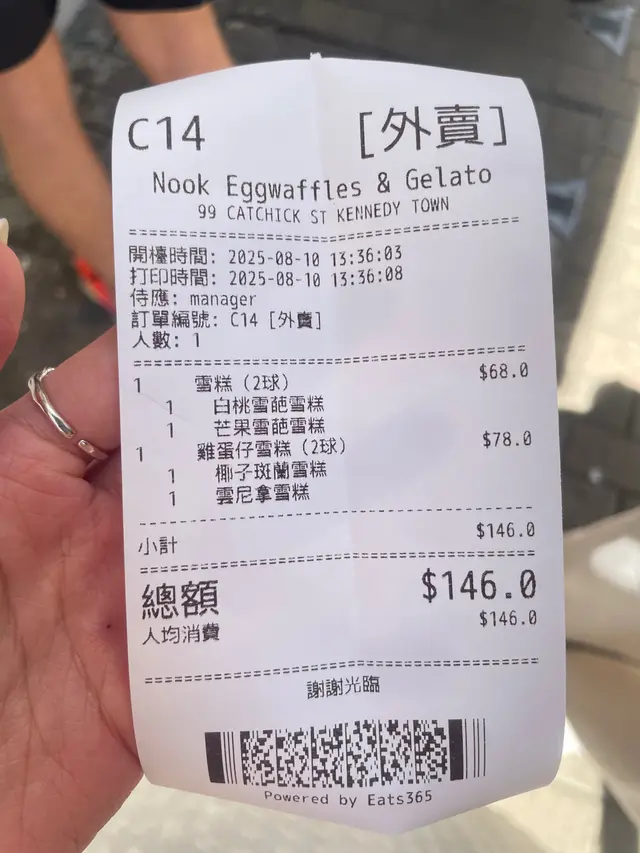 C14 [外賣]
Nook Eggwaffles & Gelato
99 CATCHICK ST KENNEDY TOWN
開檯時間: 2025-08-10 13:36:03
打印時間: 2025-08-10 13:36:08
侍應: manager
訂單編號: C14 [外賣]
人數: 1
1 雪糕 (2球) $68.0
1 白桃雪葩雪糕
1 芒果雪葩雪糕
1 雞蛋仔雪糕 (2球) $78.0
1 椰子斑蘭雪糕
1 雲尼拿雪糕
小計 $146.0
總額 $146.0
人均消費 $146.0
謝謝光臨
Powered by Eats365